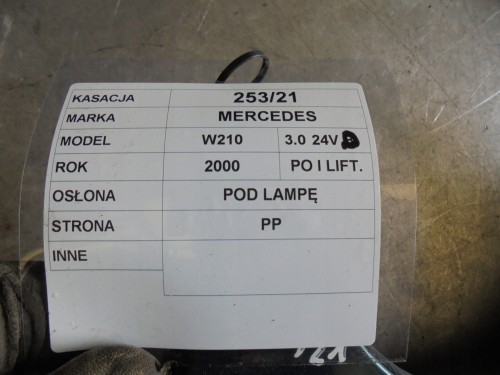 KASACJA 253/21
MARKA MERCEDES
MODEL W210 3.0 24V D
ROK 2000 PO I LIFT.
OSŁONA POD LAMPĘ
STRONA PP
INNE